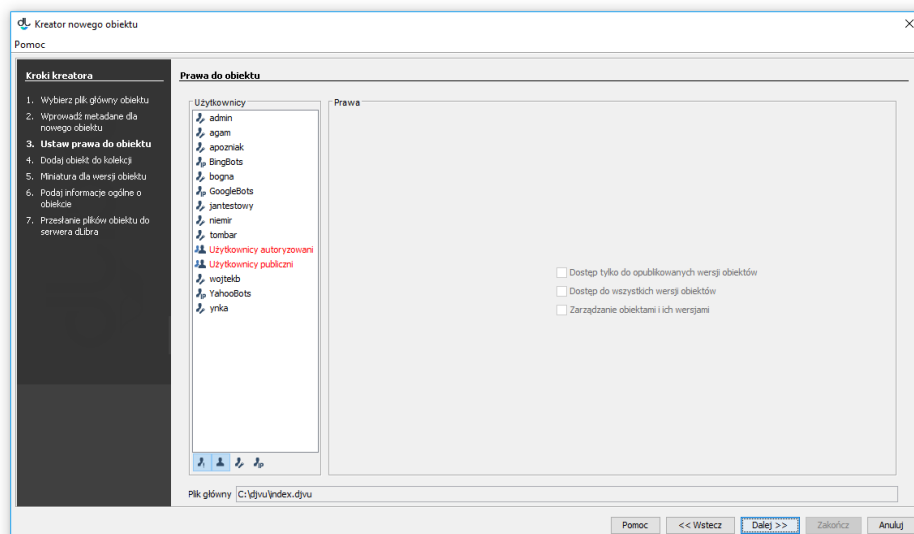 dL Kreator nowego obiektu
Pomoc
Kroki kreatora
1. Wybierz plik główny obiektu
2. Wprowadź metadane dla
nowego obiektu
3. Ustaw prawa do obiektu
4. Dodaj obiekt do kolekcji
5. Miniatura dla wersji obiektu
6. Podaj informacje ogólne o
obiekcie
7. Przesłanie plików obiektu do
serwera dLibra
Prawa do obiektu
Użytkownicy
admin
agam
apozniak
BingBots
bogna
GoogleBots
jantestowy
niemir
tombar
Użytkownicy autoryzowani
Użytkownicy publiczni
wojtekb
YahooBots
ynka
Prawa
Dostęp tylko do opublikowanych wersji obiektów
Dostęp do wszystkich wersji obiektów
Zarządzanie obiektami i ich wersjami
Plik główny C:\djvu\index.djvu
Pomoc << Wstecz Dalej >> Zakończ Anuluj